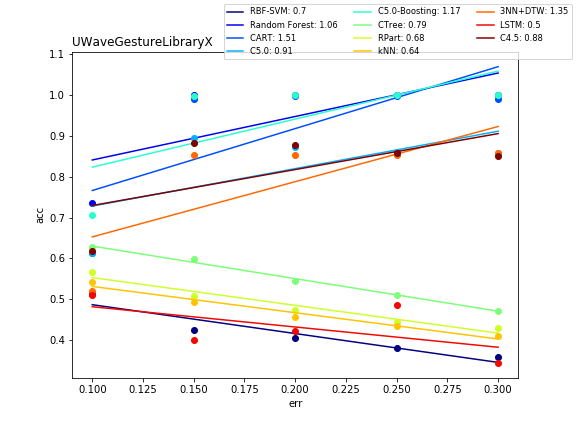 RBF-SVM: 0.7
Random Forest: 1.06
CART: 1.51
C5.0: 0.91
C5.0-Boosting: 1.17
CTree: 0.79
RPart: 0.68
kNN: 0.64
3NN+DTW: 1.35
LSTM: 0.5
C4.5: 0.88
UWaveGestureLibraryX
1.1
1.0
0.9
0.8
0.7
0.6
0.5
0.4
acc
0.100 0.125 0.150 0.175 0.200 0.225 0.250 0.275 0.300
err